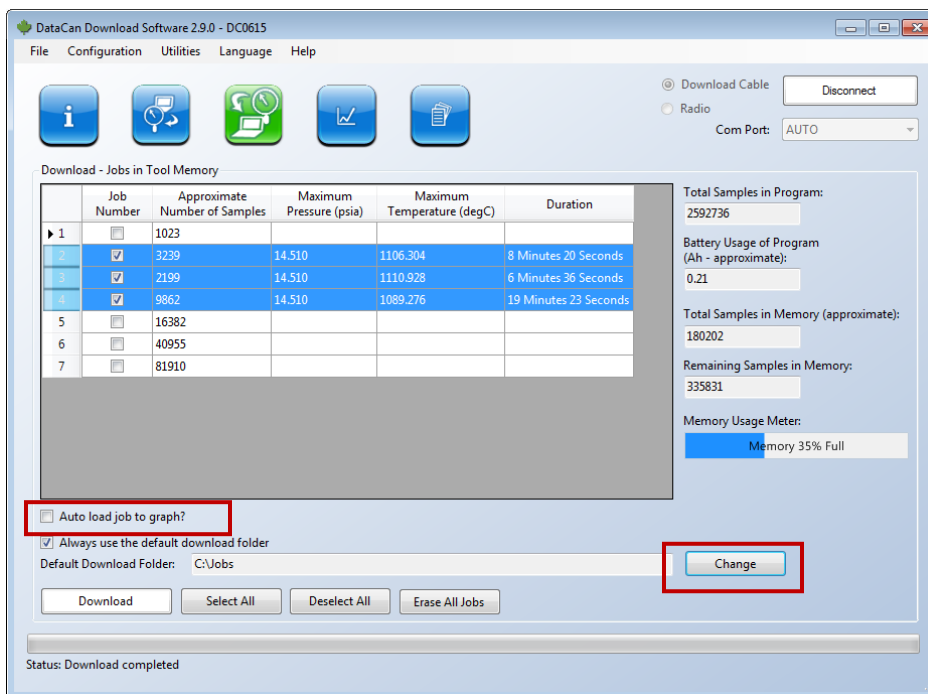 DataCan Download Software 2.9.0 - DC0615
File Configuration Utilities Language Help
Download Cable
Disconnect
Radio
Com Port: AUTO
Download - Jobs in Tool Memory
Job Number Approximate Number of Samples Maximum Pressure (psia) Maximum Temperature (degC) Duration
1 1023
2 3239 14.510 1106.304 8 Minutes 20 Seconds
3 2199 14.510 1110.928 6 Minutes 36 Seconds
4 9862 14.510 1089.276 19 Minutes 23 Seconds
5 16382
6 40955
7 81910
Total Samples in Program:
2592736
Battery Usage of Program
(Ah - approximate):
0.21
Total Samples in Memory (approximate):
180202
Remaining Samples in Memory:
335831
Memory Usage Meter:
Memory 35% Full
Auto load job to graph?
Always use the default download folder
Default Download Folder: C:\Jobs
Change
Download Select All Deselect All Erase All Jobs
Status: Download completed